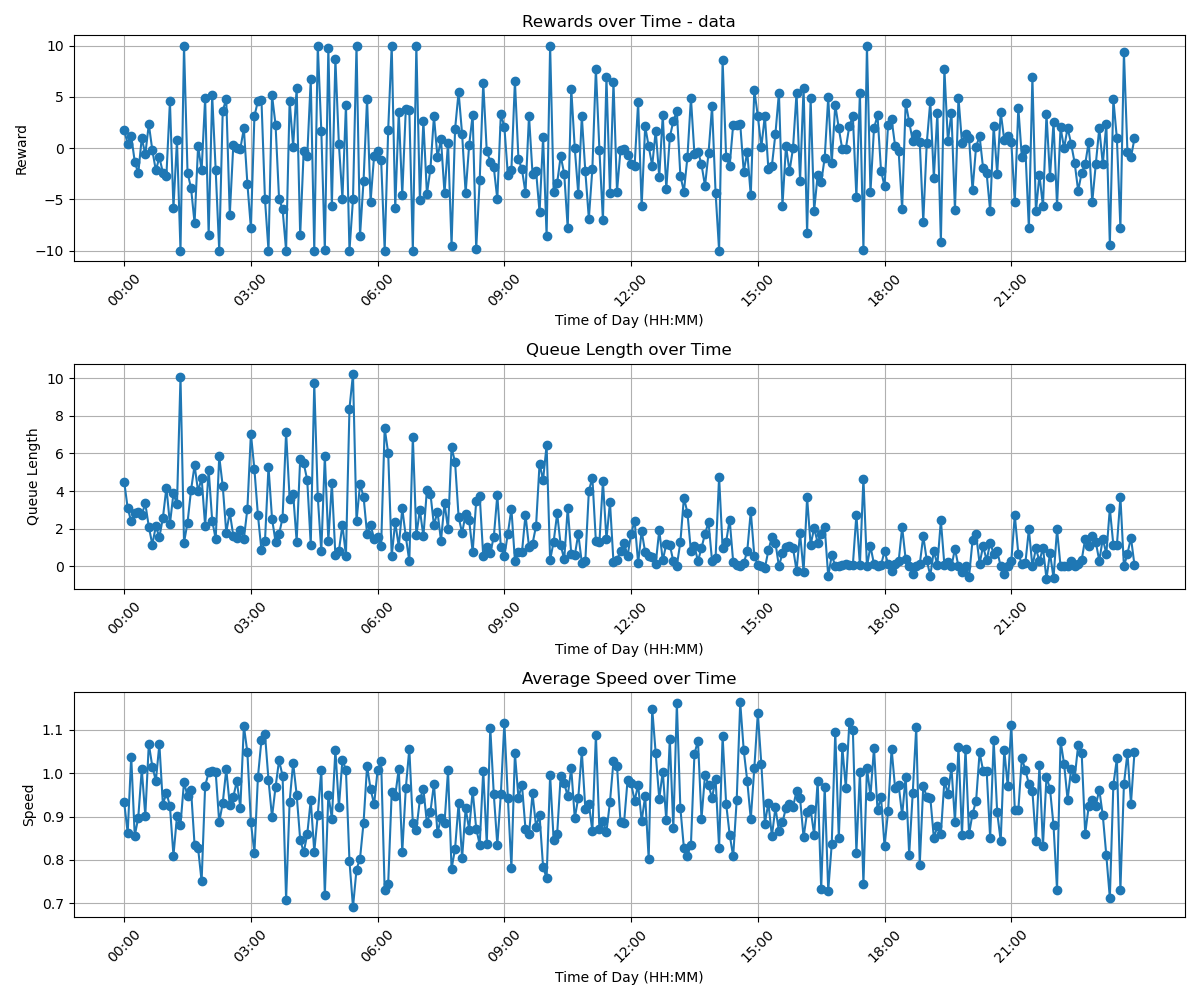 Rewards over Time - data
Reward
10
5
0
−5
−10
00:00 03:00 06:00 09:00 12:00 15:00 18:00 21:00
Time of Day (HH:MM)
Queue Length over Time
Queue Length
10
8
6
4
2
0
00:00 03:00 06:00 09:00 12:00 15:00 18:00 21:00
Time of Day (HH:MM)
Average Speed over Time
Speed
1.1
1.0
0.9
0.8
0.7
00:00 03:00 06:00 09:00 12:00 15:00 18:00 21:00
Time of Day (HH:MM)